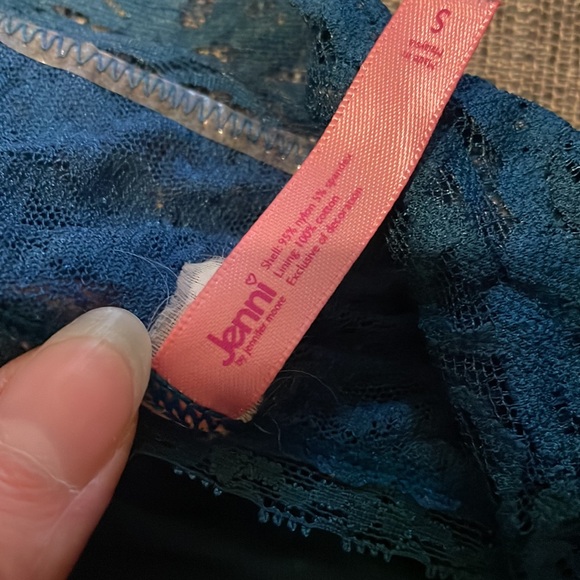 S
Jenni
by jennifer moore
Shell: 95% nylon 5% spandex
Lining: 100% cotton
Exclusive of decoration